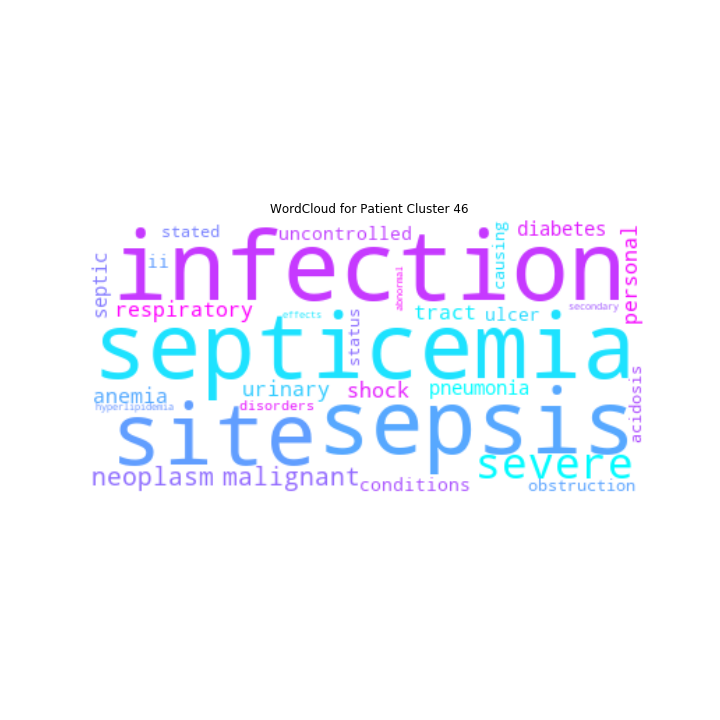 WordCloud for Patient Cluster 46
stated
uncontrolled
causing
diabetes
personal
infection
septic
ii
abnormal
respiratory
effects
status
tract
ulcer
secondary
septicemia
anemia
hyperlipidemia
urinary
disorders
shock
pneumonia
acidosis
site
sepsis
severe
neoplasm
malignant
conditions
obstruction